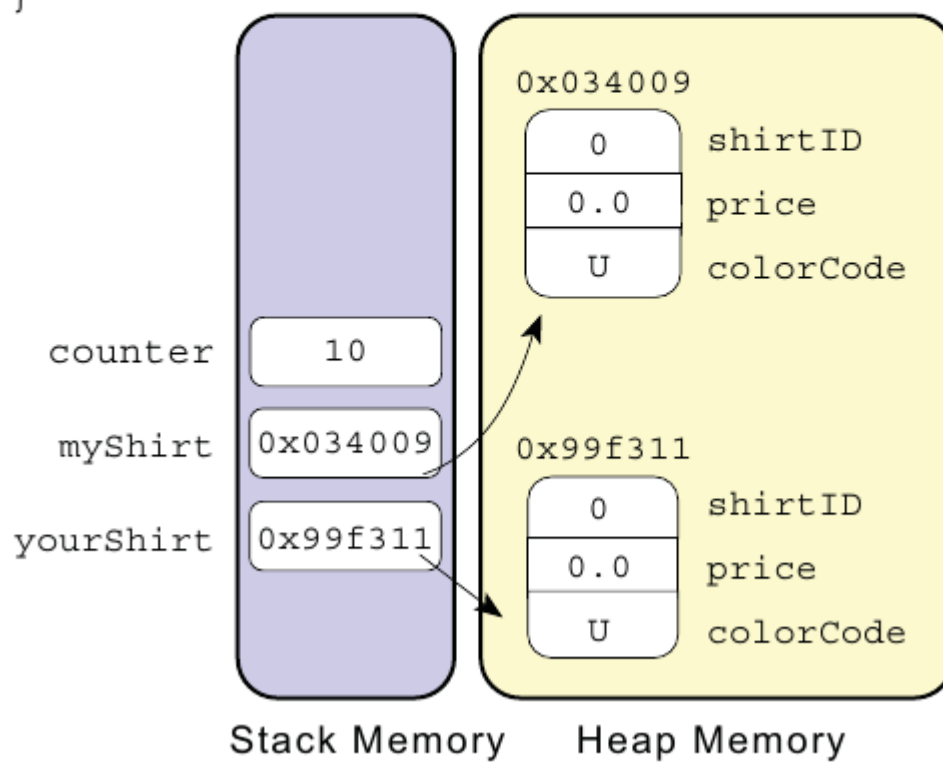 }
0x034009
0 shirtID
0.0 price
U colorCode
counter 10
myShirt 0x034009
0x99f311
yourShirt 0x99f311
0 shirtID
0.0 price
U colorCode
Stack Memory Heap Memory